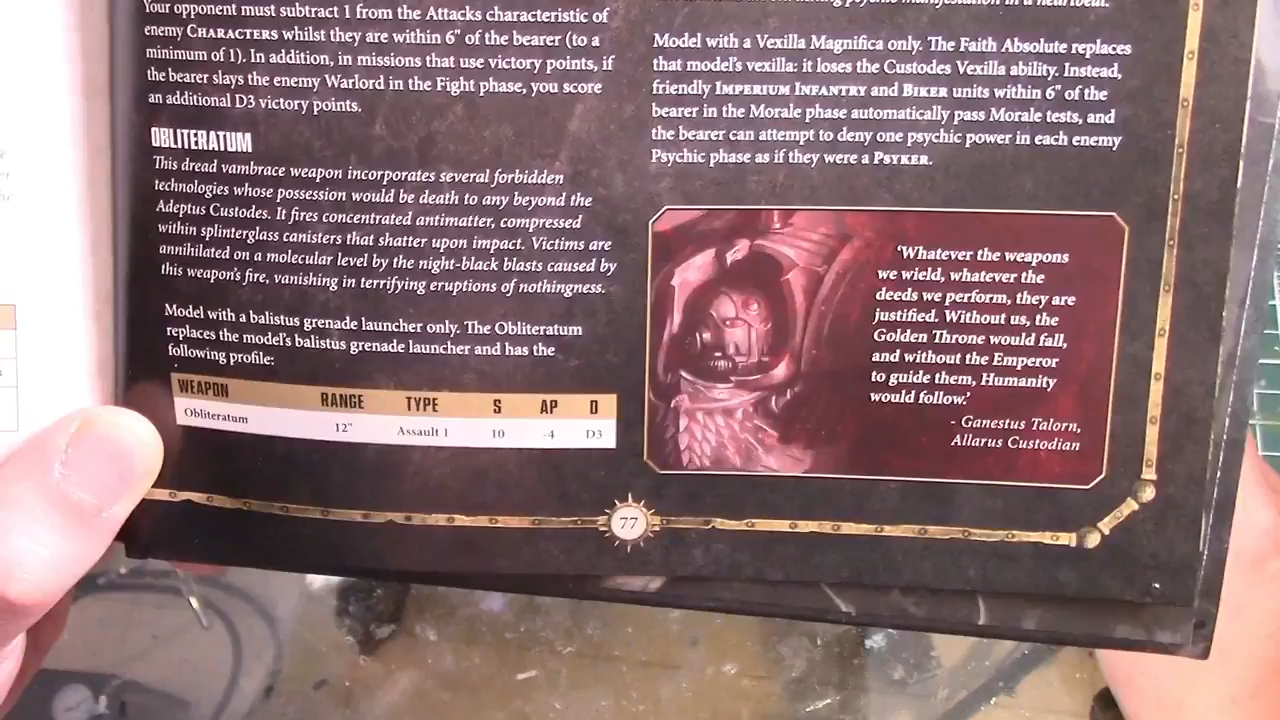 Your opponent must subtract 1 from the Attacks characteristic of
enemy CHARACTERS whilst they are within 6" of the bearer (to a
minimum of 1). In addition, in missions that use victory points, if
the bearer slays the enemy Warlord in the Fight phase, you score
an additional D3 victory points.
OBLITERATUM
This dread vambrace weapon incorporates several forbidden
technologies whose possession would be death to any beyond the
Adeptus Custodes. It fires concentrated antimatter, compressed
within splinterglass canisters that shatter upon impact. Victims are
annihilated on a molecular level by the night-black blasts caused by
this weapon's fire, vanishing in terrifying eruptions of nothingness.
Model with a balistus grenade launcher only. The Obliteratum
replaces the model's balistus grenade launcher and has the
following profile:
WEAPON RANGE TYPE S AP D
Obliteratum 12" Assault 1 10 -4 D3
psychic manifestation in a heartbeat.
Model with a Vexilla Magnifica only. The Faith Absolute replaces
that model's vexilla: it loses the Custodes Vexilla ability. Instead,
friendly IMPERIUM INFANTRY and BIKER units within 6" of the
bearer in the Morale phase automatically pass Morale tests, and
the bearer can attempt to deny one psychic power in each enemy
Psychic phase as if they were a PSYKER.
'Whatever the weapons
we wield, whatever the
deeds we perform, they are
justified. Without us, the
Golden Throne would fall,
and without the Emperor
to guide them, Humanity
would follow.'
- Ganestus Talorn,
Allarus Custodian
77